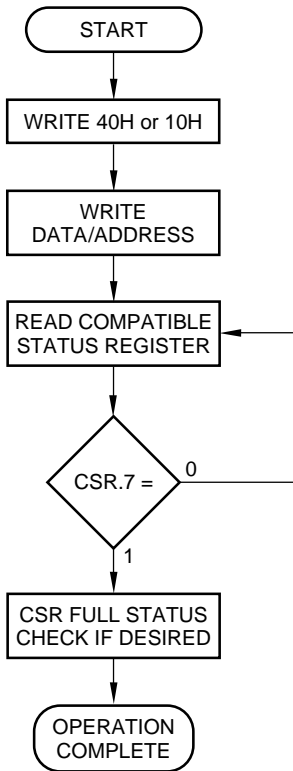 START
WRITE 40H or 10H
WRITE
DATA/ADDRESS
READ COMPATIBLE
STATUS REGISTER
CSR.7 =
0
1
CSR FULL STATUS
CHECK IF DESIRED
OPERATION
COMPLETE